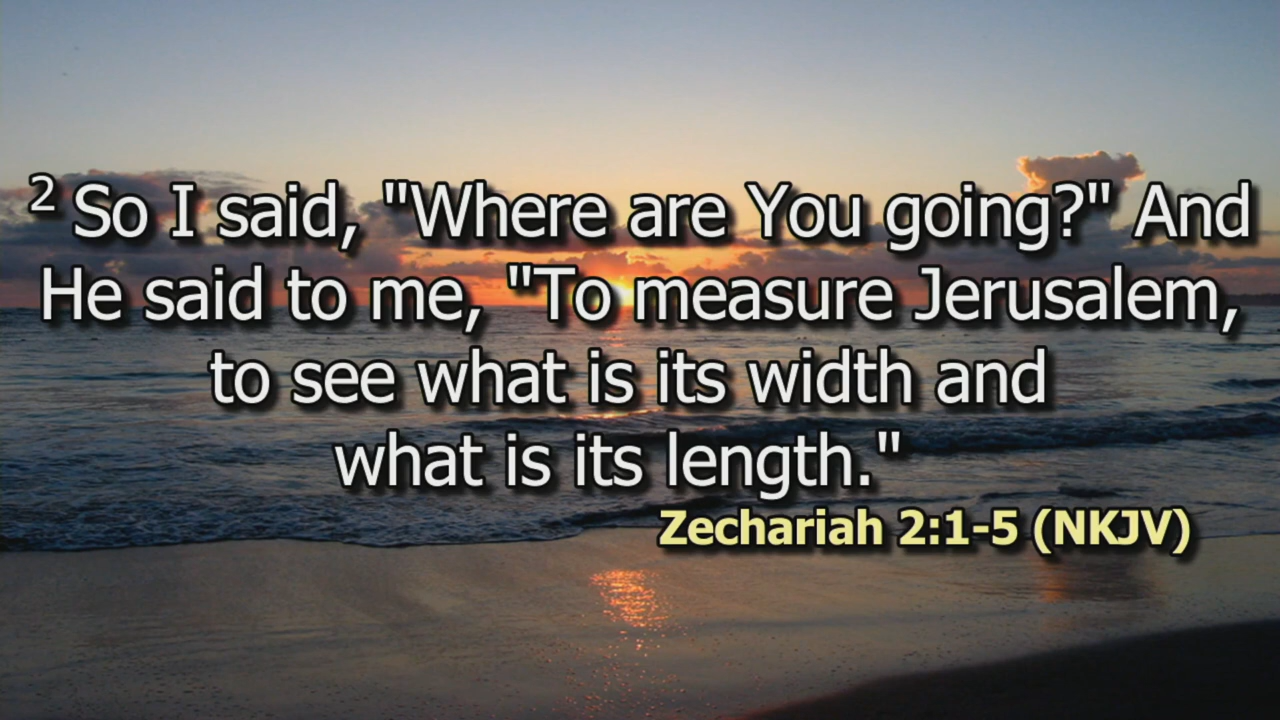 2 So I said, "Where are You going?" And
He said to me, "To measure Jerusalem,
to see what is its width and
what is its length."
Zechariah 2:1-5 (NKJV)